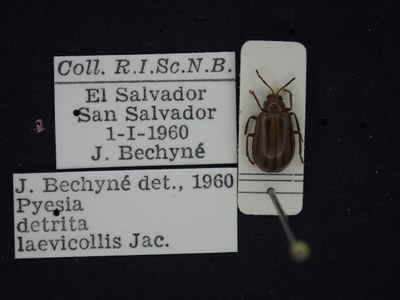 Coll. R.I.Sc.N.B.
El Salvador
San Salvador
1-I-1960
J. Bechyné
J. Bechyné det., 1960
Pyesia
detrita
laevicollis Jac.